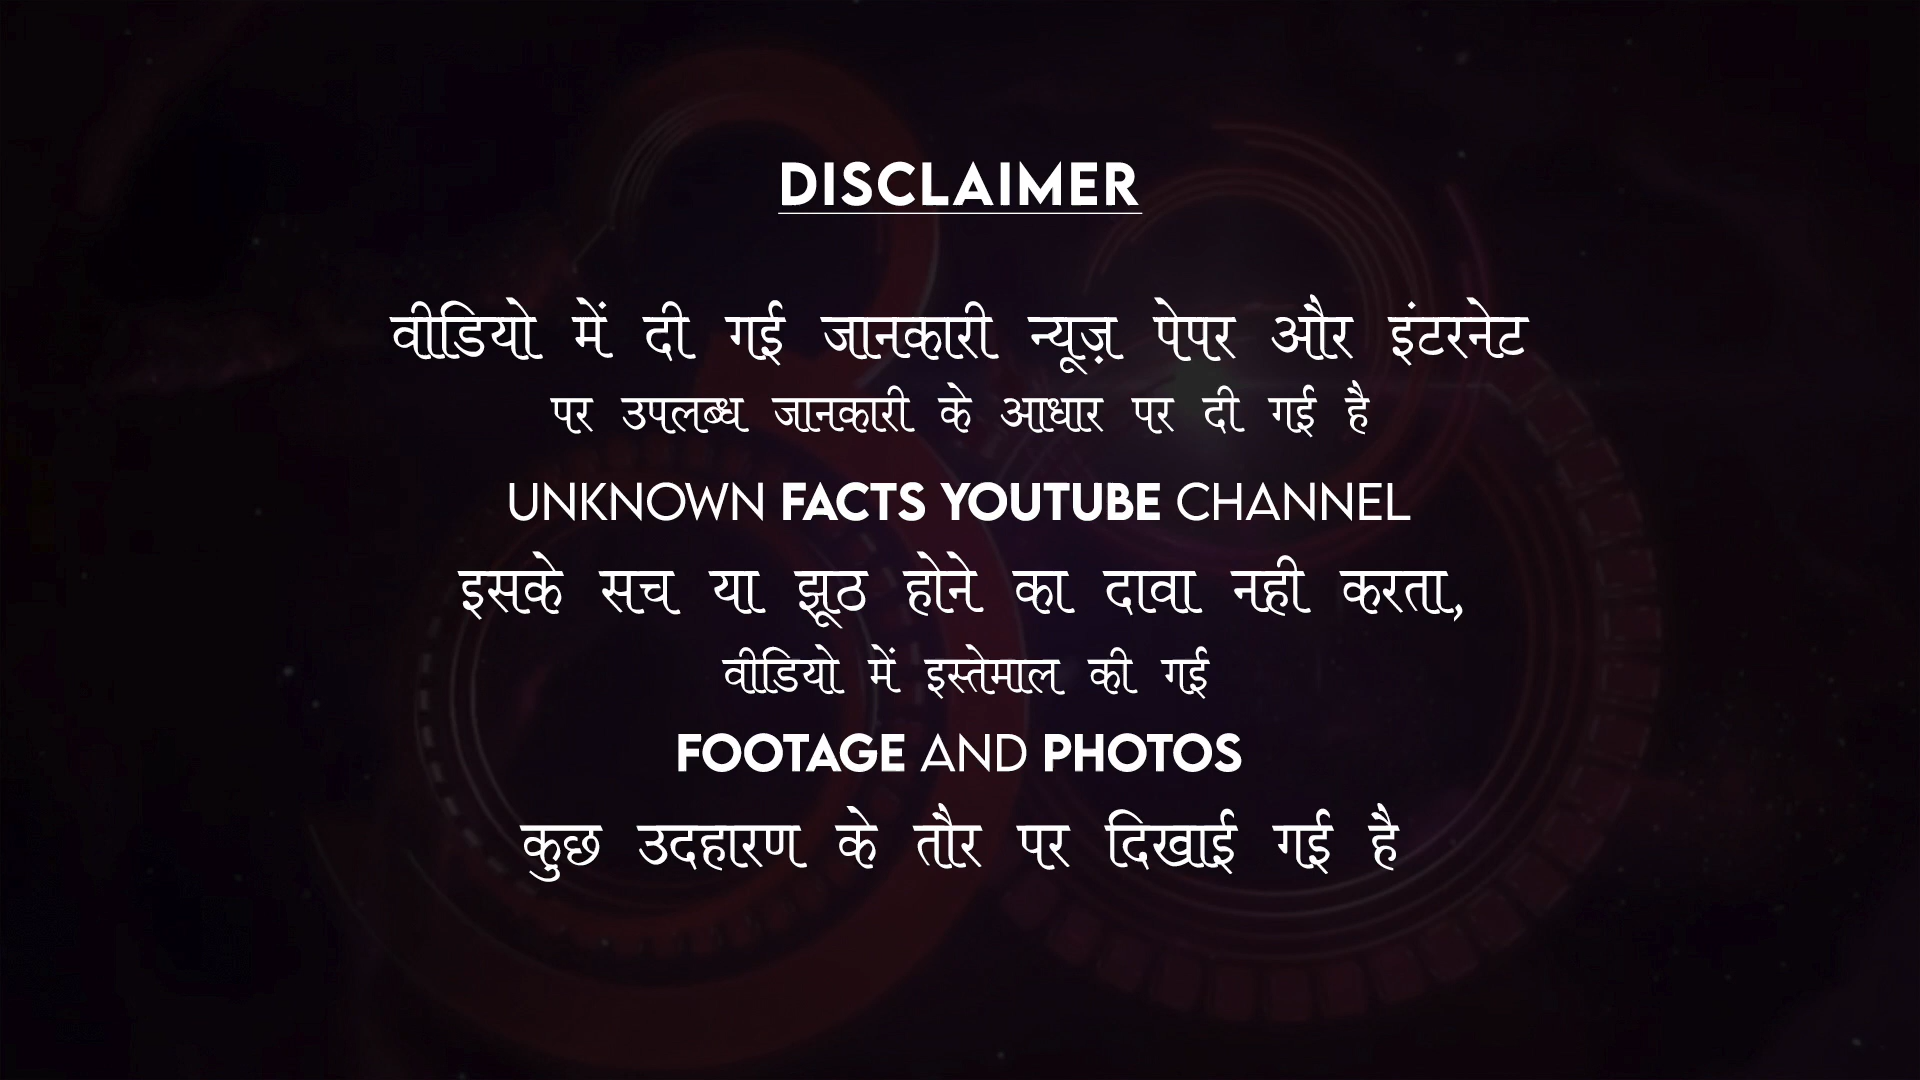 DISCLAIMER
वीडियो में दी गई जानकारी न्यूज़ पेपर और इंटरनेट
पर उपलब्ध जानकारी के आधार पर दी गई है
UNKNOWN FACTS YOUTUBE CHANNEL
इसके सच या झूठ होने का दावा नही करता,
वीडियो में इस्तेमाल की गई
FOOTAGE AND PHOTOS
कुछ उदहारण के तौर पर दिखाई गई है